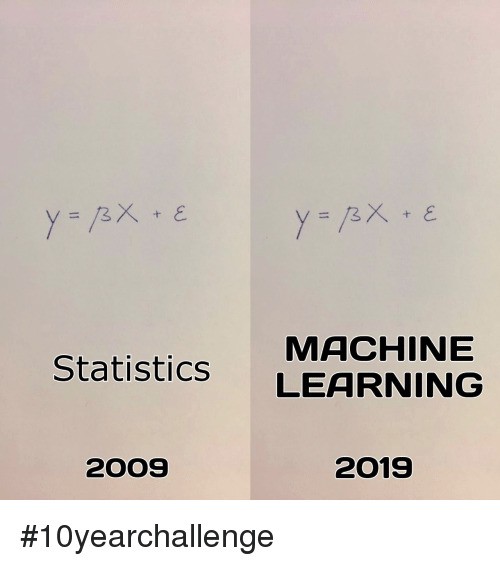 y = βX + ε
Statistics
2009
y = βX + ε
MACHINE
LEARNING
2019
#10yearchallenge